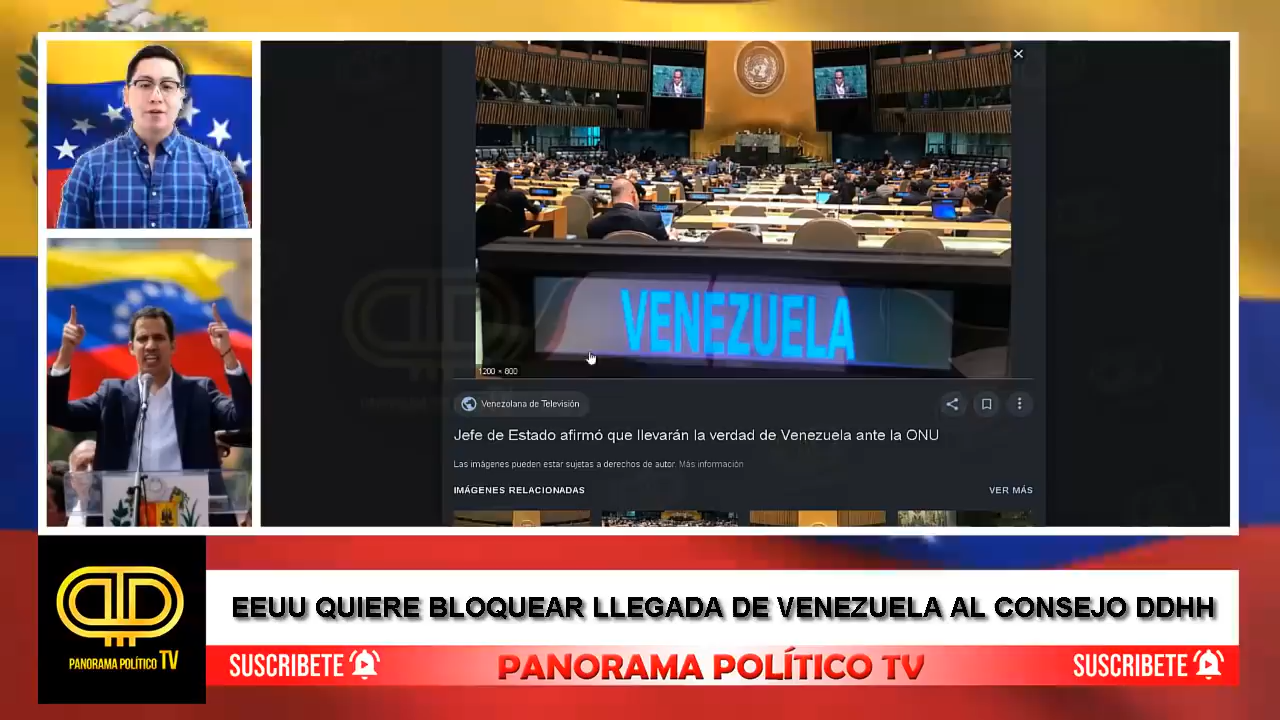 VENEZUELA
1200 × 800
Venezolana de Televisión
Jefe de Estado afirmó que llevarán la verdad de Venezuela ante la ONU
Las imágenes pueden estar sujetas a derechos de autor. Más información
IMÁGENES RELACIONADAS
VER MÁS
EEUU QUIERE BLOQUEAR LLEGADA DE VENEZUELA AL CONSEJO DDHH
PANORAMA POLÍTICO TV
SUSCRIBETE
PANORAMA POLÍTICO TV
SUSCRIBETE